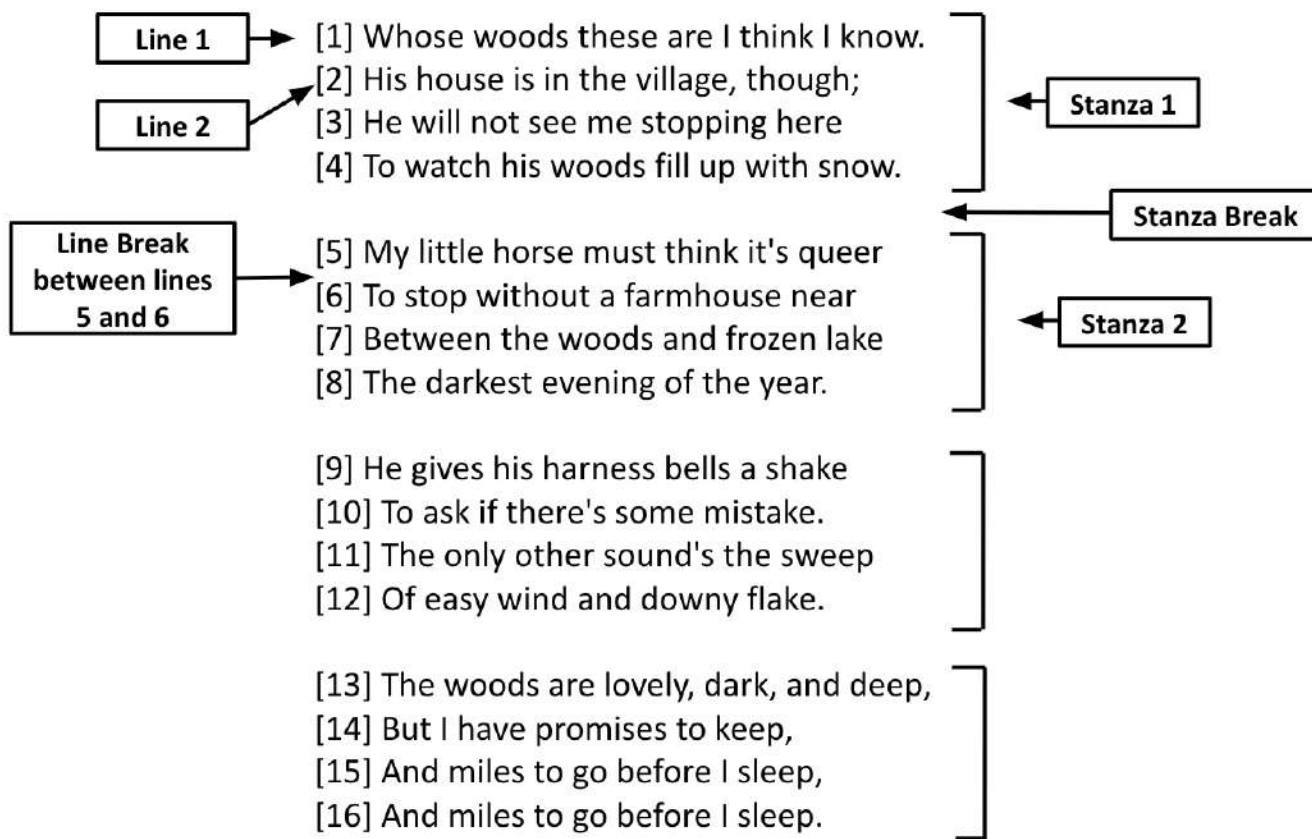 Line 1
Line 2
[1] Whose woods these are I think I know.
[2] His house is in the village, though;
[3] He will not see me stopping here
[4] To watch his woods fill up with snow.
Stanza 1
Stanza Break
Line Break
between lines
5 and 6
[5] My little horse must think it's queer
[6] To stop without a farmhouse near
[7] Between the woods and frozen lake
[8] The darkest evening of the year.
Stanza 2
[9] He gives his harness bells a shake
[10] To ask if there's some mistake.
[11] The only other sound's the sweep
[12] Of easy wind and downy flake.
[13] The woods are lovely, dark, and deep,
[14] But I have promises to keep,
[15] And miles to go before I sleep,
[16] And miles to go before I sleep.